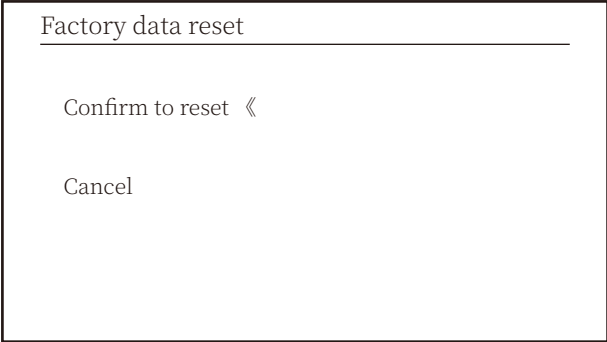 Factory data reset
Confirm to reset 《
Cancel